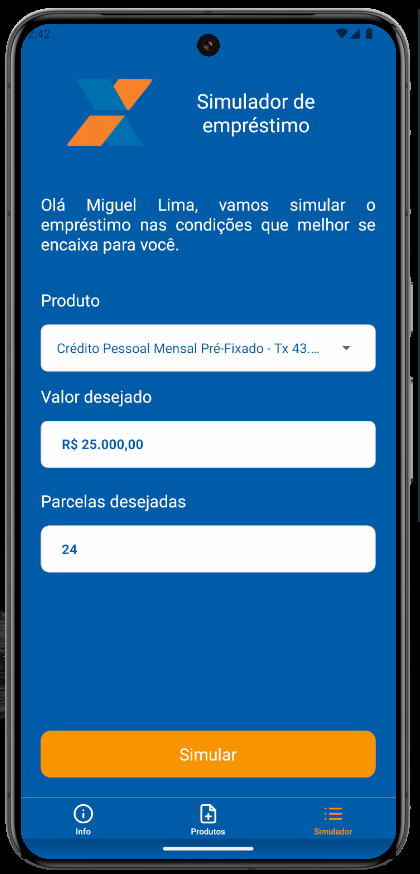 2:42
Simulador de
empréstimo
Olá Miguel Lima, vamos simular o
empréstimo nas condições que melhor se
encaixa para você.
Produto
Crédito Pessoal Mensal Pré-Fixado - Tx 43....
Valor desejado
R$ 25.000,00
Parcelas desejadas
24
Simular
Info
Produtos
Simulador